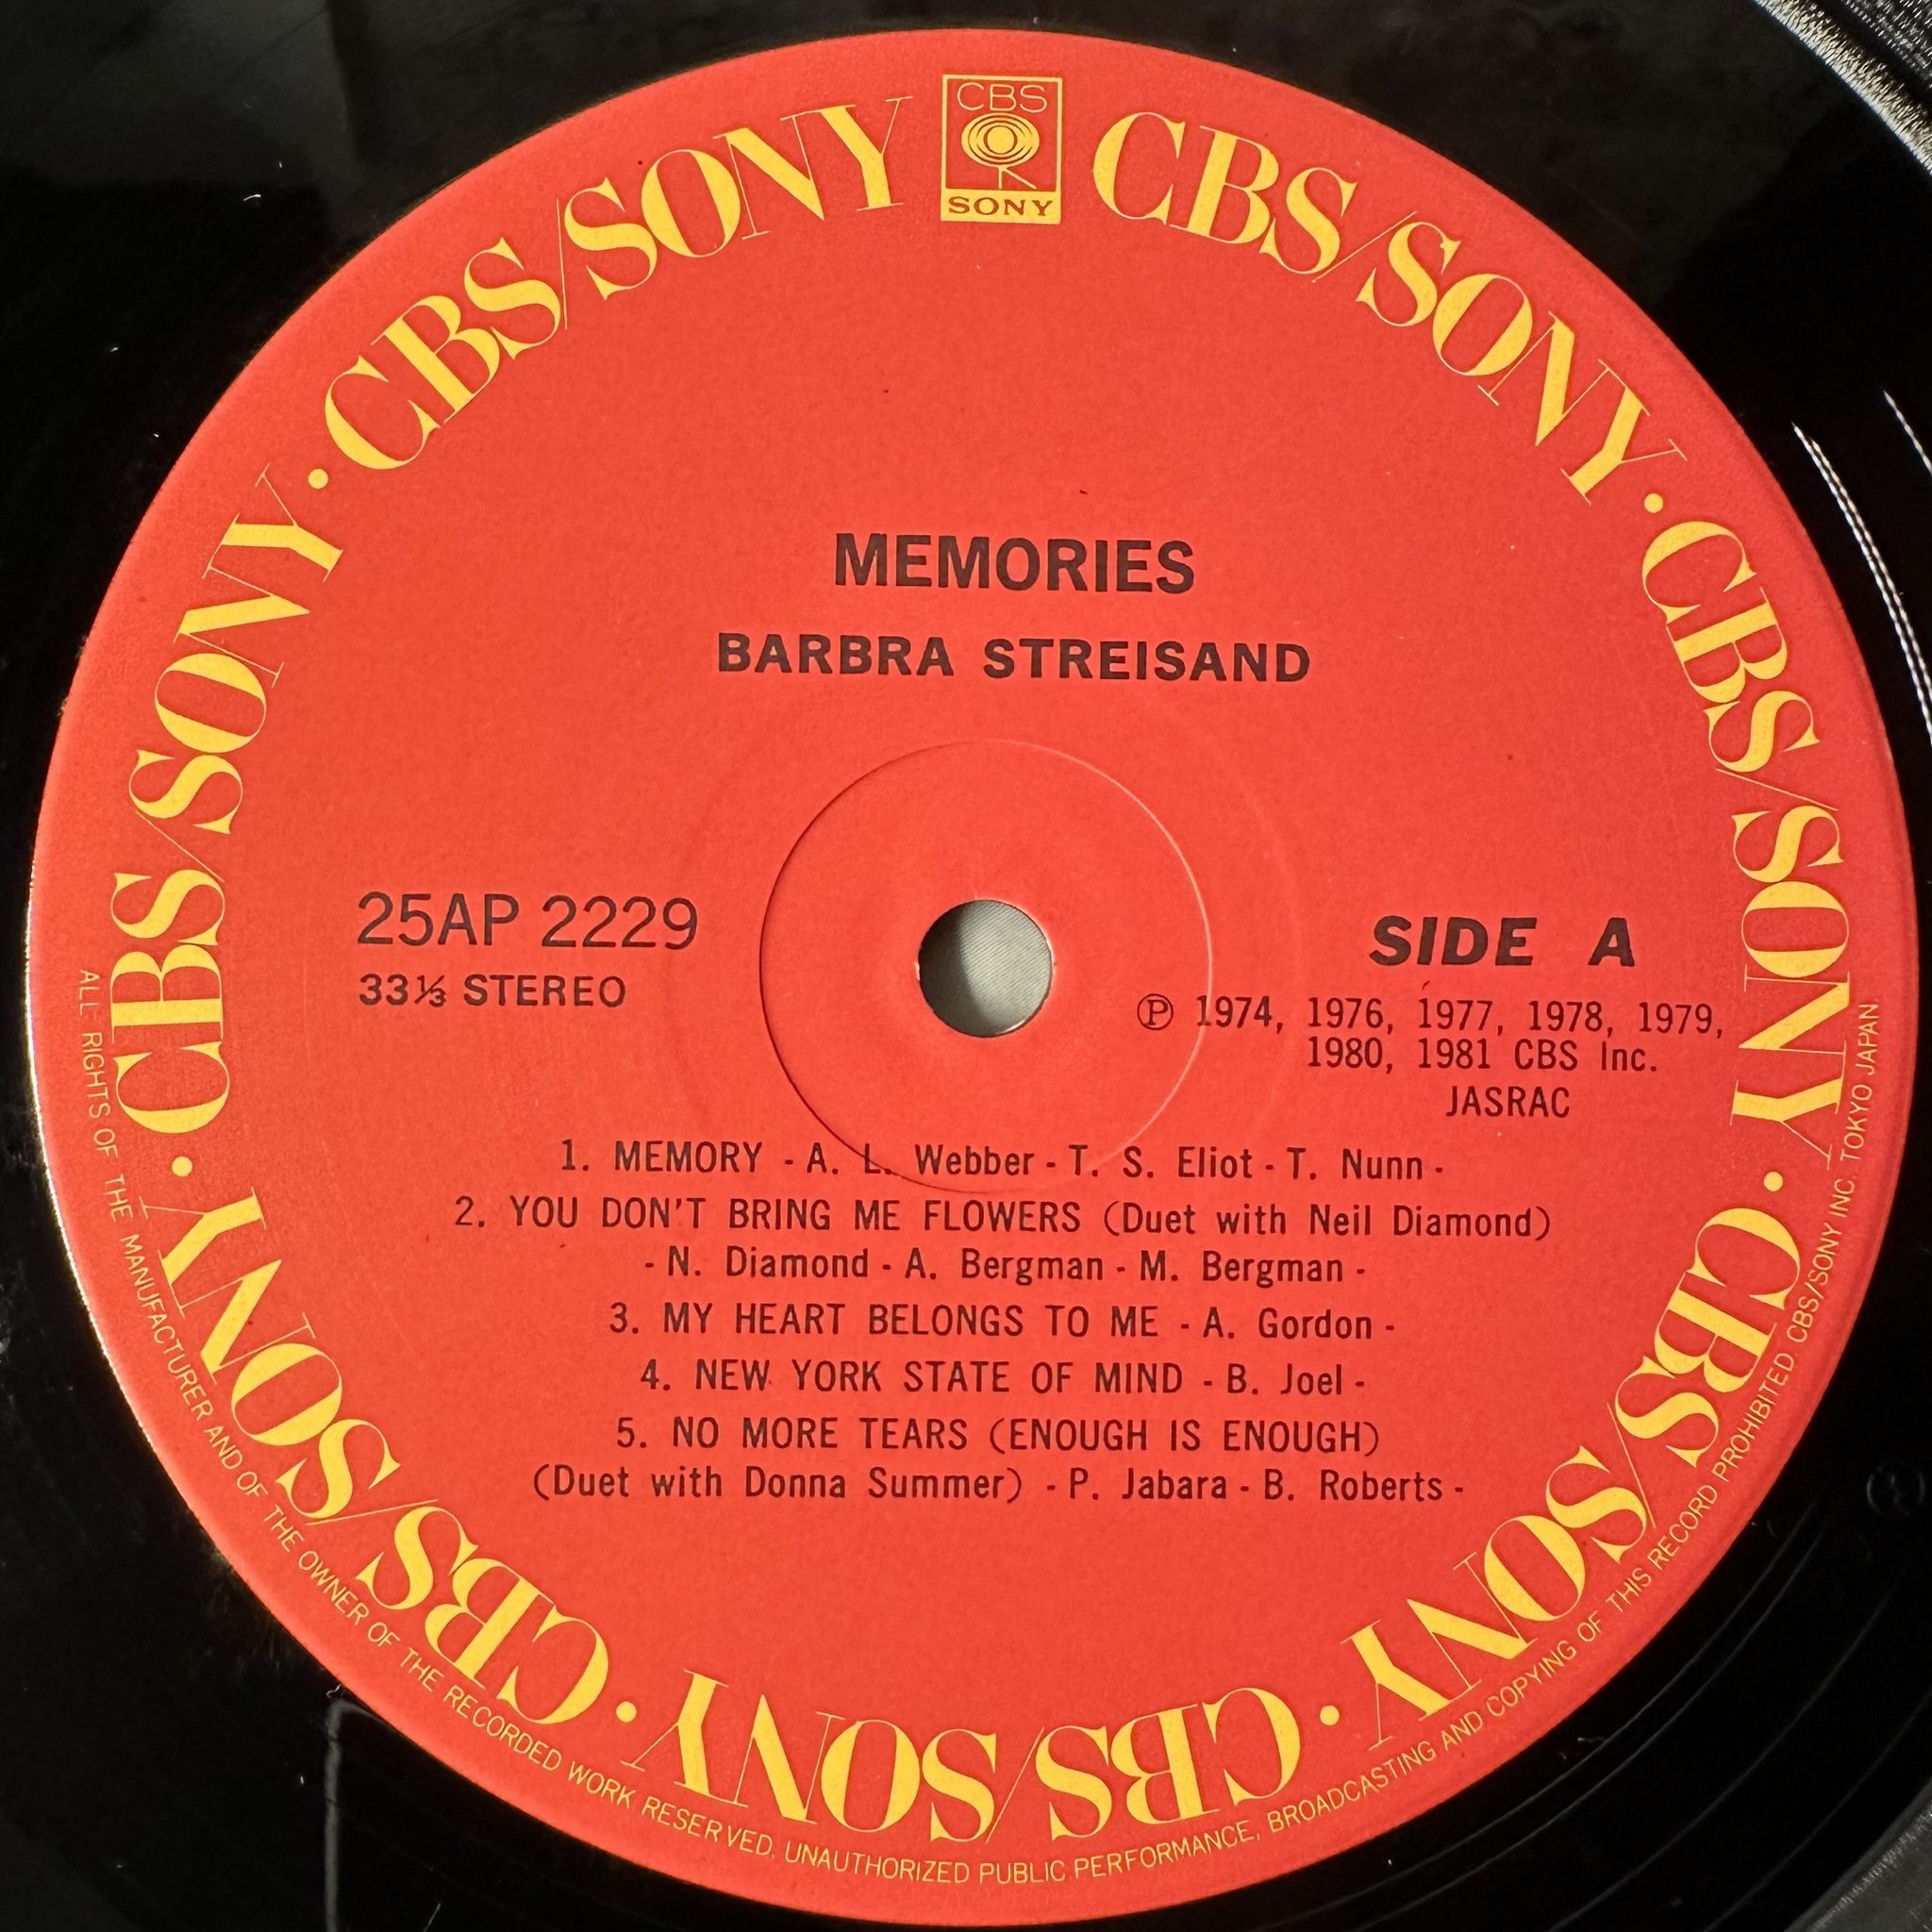 CBS
SONY
CBS/SONY · CBS/SONY · CBS/SONY · CBS/SONY · CBS/SONY · CBS/SONY · CBS/SONY
MEMORIES
BARBRA STREISAND
25AP 2229
33⅓ STEREO
SIDE A
Ⓟ 1974, 1976, 1977, 1978, 1979,
1980, 1981 CBS Inc.
JASRAC
1. MEMORY - A. L. Webber - T. S. Eliot - T. Nunn -
2. YOU DON'T BRING ME FLOWERS (Duet with Neil Diamond)
- N. Diamond - A. Bergman - M. Bergman -
3. MY HEART BELONGS TO ME - A. Gordon -
4. NEW YORK STATE OF MIND - B. Joel -
5. NO MORE TEARS (ENOUGH IS ENOUGH)
(Duet with Donna Summer) - P. Jabara - B. Roberts -
ALL RIGHTS OF THE MANUFACTURER AND OF THE OWNER OF THE RECORDED WORK RESERVED. UNAUTHORIZED PUBLIC PERFORMANCE, BROADCASTING AND COPYING OF THIS RECORD PROHIBITED CBS/SONY INC. TOKYO JAPAN